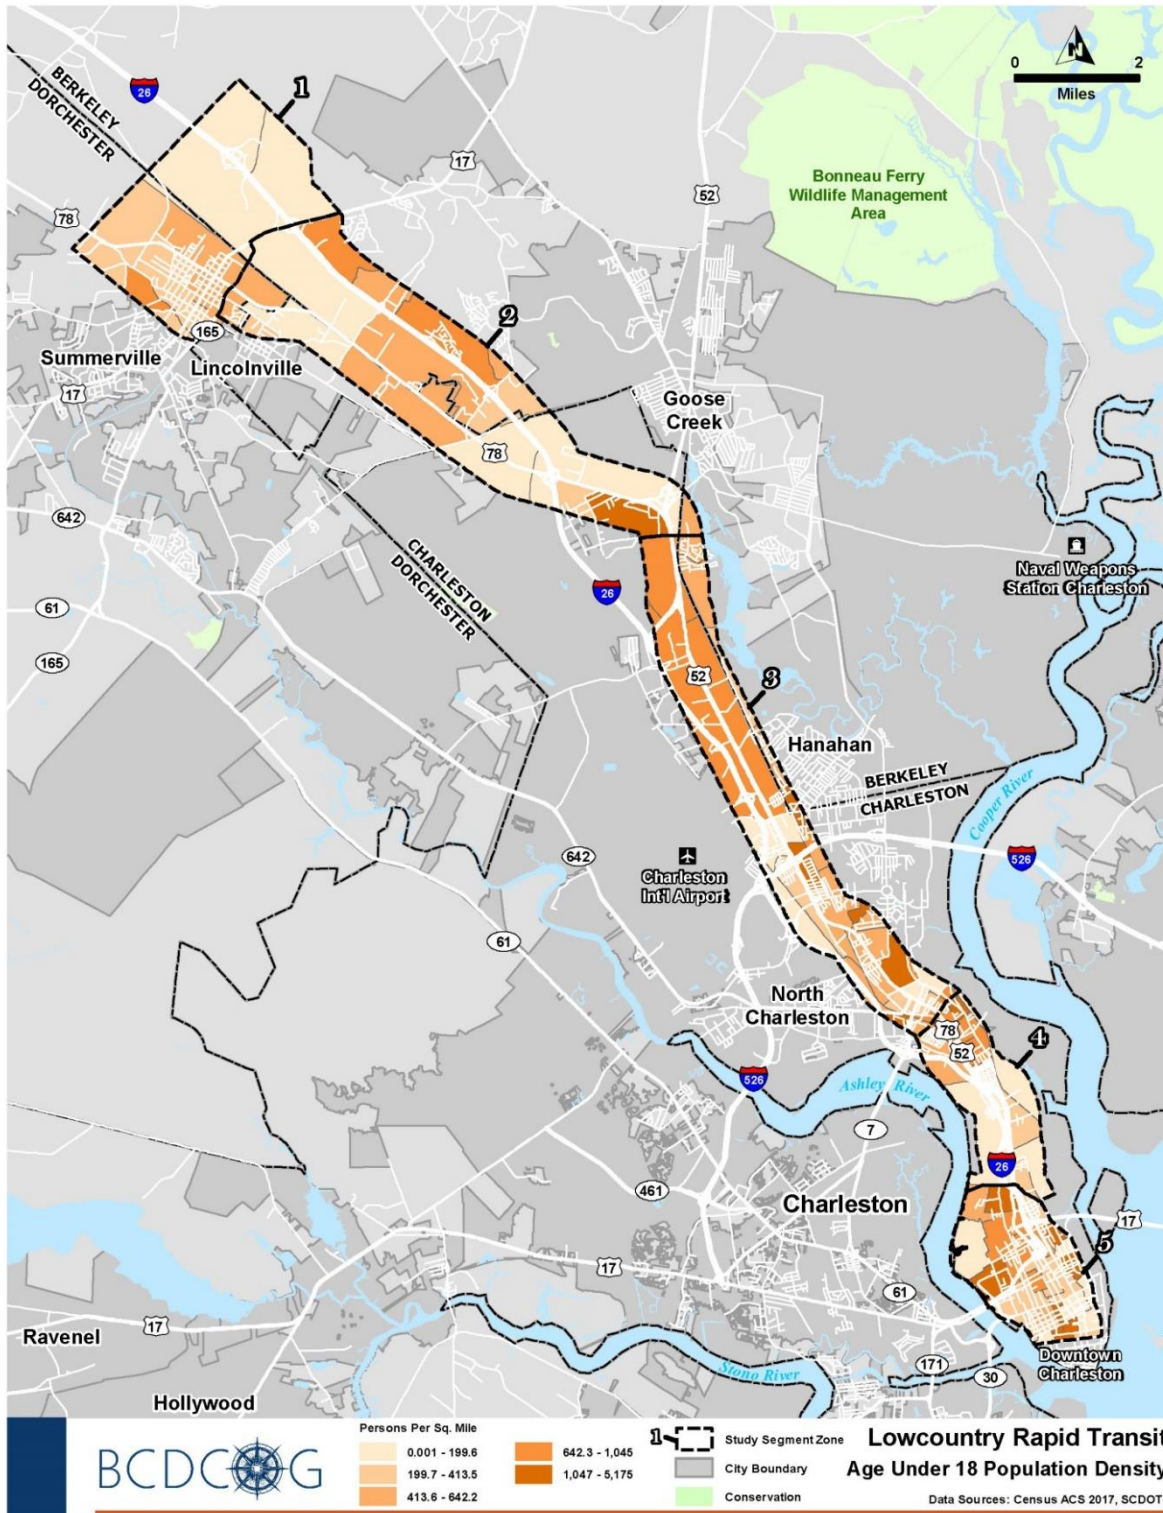 1
N
0 2
Miles
BERKELEY
DORCHESTER
26
17
52
Bonneau Ferry
Wildlife Management
Area
78
2
165
Summerville
Lincolnville
17
Goose
Creek
78
642
CHARLESTON
DORCHESTER
Naval Weapons
Station Charleston
26
61
165
52
3
Hanahan
BERKELEY
CHARLESTON
Cooper River
642
Charleston
Int'l Airport
526
61
North
Charleston
78
52
4
526
Ashley River
7
26
461
Charleston
17
5
17
61
Ravenel
17
Downtown
Charleston
171
30
Stono River
Hollywood
BCDCOG
Persons Per Sq. Mile
0.001 - 199.6
199.7 - 413.5
413.6 - 642.2
642.3 - 1,045
1,047 - 5,175
1 Study Segment Zone
City Boundary
Conservation
Lowcountry Rapid Transit
Age Under 18 Population Density
Data Sources: Census ACS 2017, SCDOT